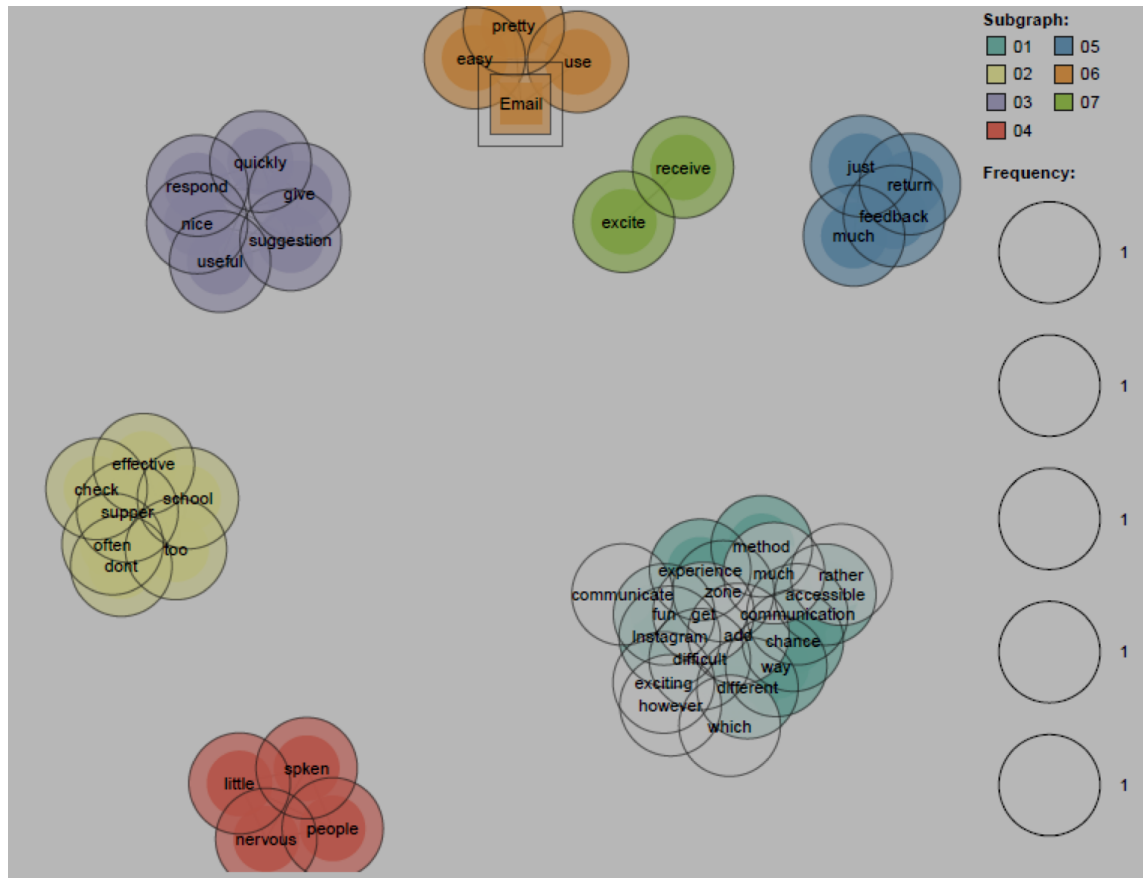 pretty
easy
use
Email
quickly
respond
give
nice
suggestion
useful
receive
excite
just
return
feedback
much
effective
check
school
supper
often
too
dont
method
experience
much
rather
communicate
zone
accessible
fun
get
communication
Instagram
add
chance
difficult
way
exciting
different
however
which
spken
little
people
nervous
Subgraph:
01 05
02 06
03 07
04
Frequency:
1
1
1
1
1